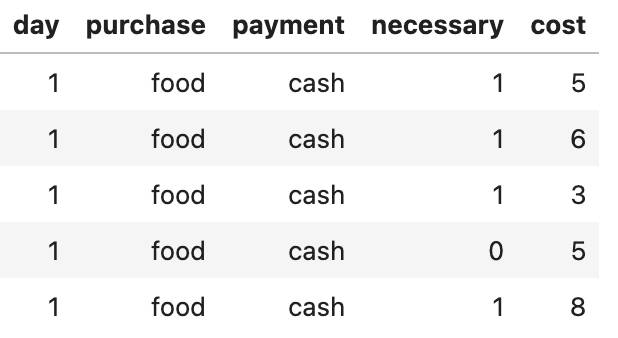 day purchase payment necessary cost
1 food cash 1 5
1 food cash 1 6
1 food cash 1 3
1 food cash 0 5
1 food cash 1 8